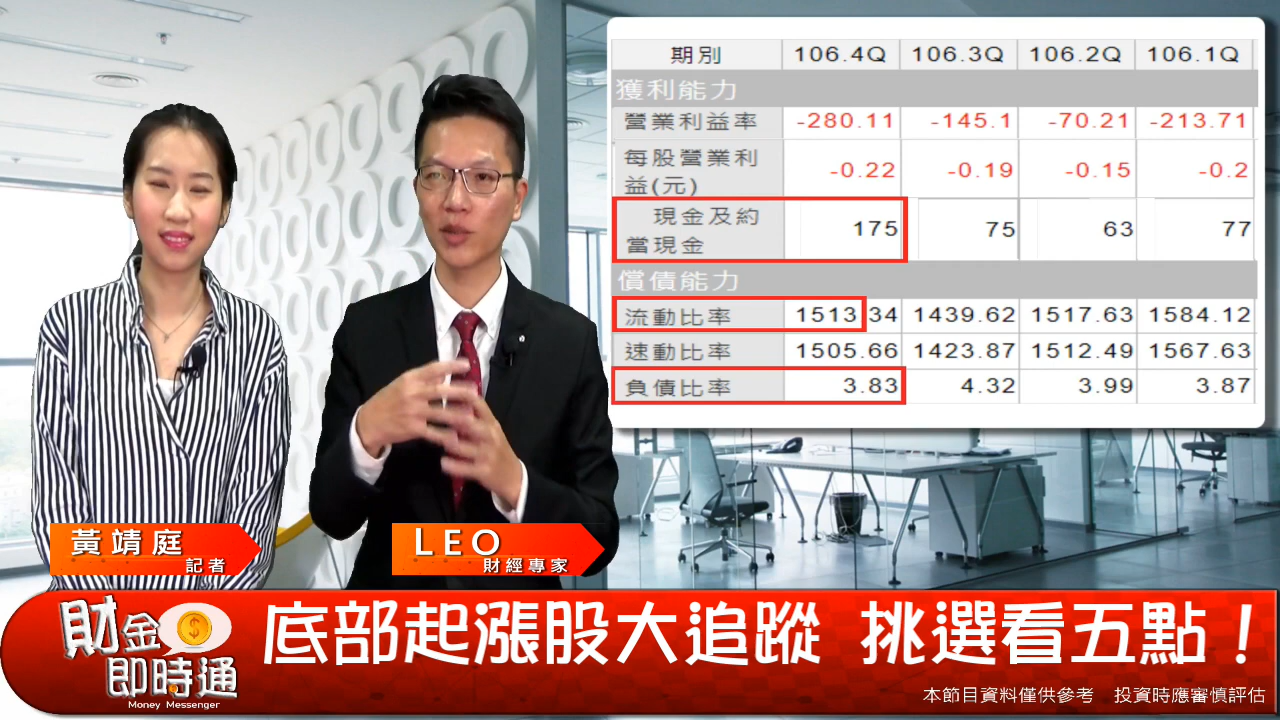 期別 106.4Q 106.3Q 106.2Q 106.1Q
獲利能力
營業利益率 -280.11 -145.1 -70.21 -213.71
每股營業利
益(元) -0.22 -0.19 -0.15 -0.2
現金及約
當現金 175 75 63 77
償債能力
流動比率 1513.34 1439.62 1517.63 1584.12
速動比率 1505.66 1423.87 1512.49 1567.63
負債比率 3.83 4.32 3.99 3.87
黃靖庭
記者
LEO
財經專家
財金
即時通
Money Messenger
$
底部起漲股大追蹤 挑選看五點！
本節目資料僅供參考 投資時應審慎評估